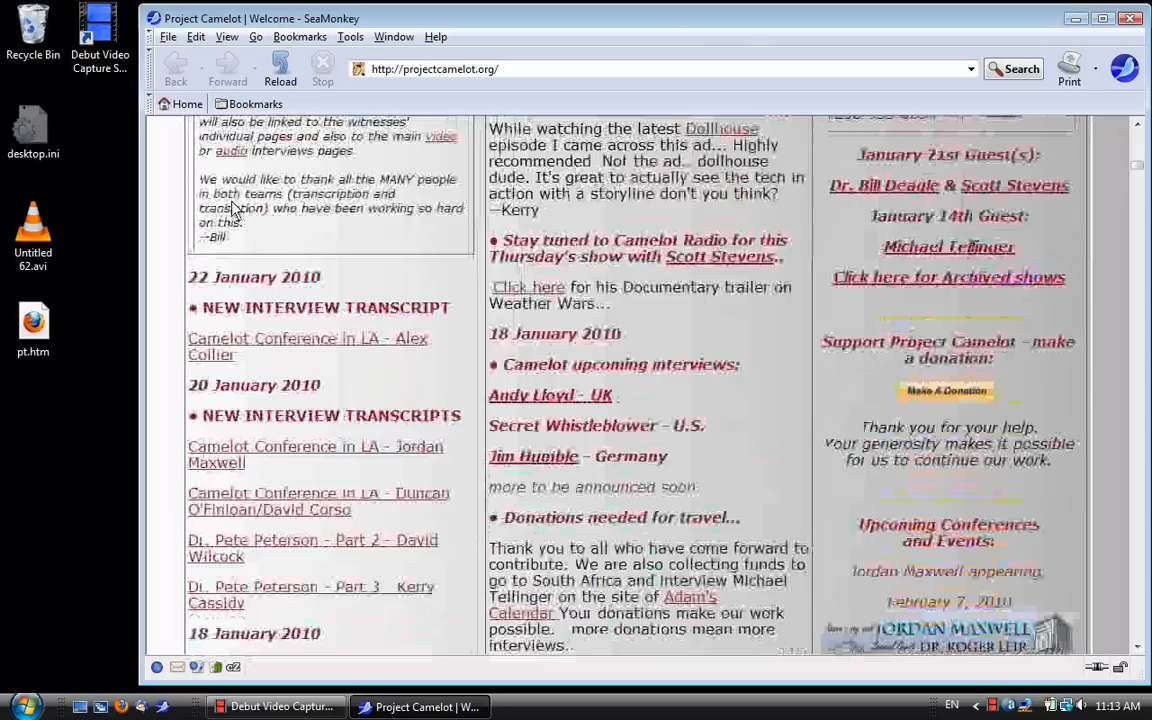 Recycle Bin
Debut Video
Capture S...
desktop.ini
Untitled
62.avi
pt.htm
Project Camelot | Welcome - SeaMonkey
File Edit View Go Bookmarks Tools Window Help
Back Forward Reload Stop
http://projectcamelot.org/
Search
Print
Home Bookmarks
will also be linked to the witnesses'
individual pages and also to the main video
or audio interviews pages.
We would like to thank all the MANY people
in both teams (transcription and
translation) who have been working so hard
on this.
--Bill
22 January 2010
• NEW INTERVIEW TRANSCRIPT
Camelot Conference in LA - Alex
Collier
20 January 2010
• NEW INTERVIEW TRANSCRIPTS
Camelot Conference in LA - Jordan
Maxwell
Camelot Conference in LA - Duncan
O'Finioan/David Corso
Dr. Pete Peterson - Part 2 - David
Wilcock
Dr. Pete Peterson - Part 3 Kerry
Cassidy
18 January 2010
While watching the latest Dollhouse
episode I came across this ad... Highly
recommended Not the ad.. dollhouse
dude. It's great to actually see the tech in
action with a storyline don't you think?
--Kerry
• Stay tuned to Camelot Radio for this
Thursday's show with Scott Stevens..
Click here for his Documentary trailer on
Weather Wars...
18 January 2010
• Camelot upcoming interviews:
Andy Lloyd - UK
Secret Whistleblower - U.S.
Jim Humble - Germany
more to be announced soon
• Donations needed for travel...
Thank you to all who have come forward to
contribute. We are also collecting funds to
go to South Africa and Interview Michael
Tellinger on the site of Adam's
Calendar Your donations make our work
possible. more donations mean more
interviews..
January 21st Guest(s):
Dr. Bill Deagle & Scott Stevens
January 14th Guest:
Michael Tellinger
Click here for Archived shows
Support Project Camelot - make
a donation:
Make A Donation
Thank you for your help.
Your generosity makes it possible
for us to continue our work.
Upcoming Conferences
and Events:
Jordan Maxwell appearing
February 7, 2010
JORDAN MAXWELL
DR. ROGER LEIR
Debut Video Captur...
Project Camelot | W...
EN
11:13 AM